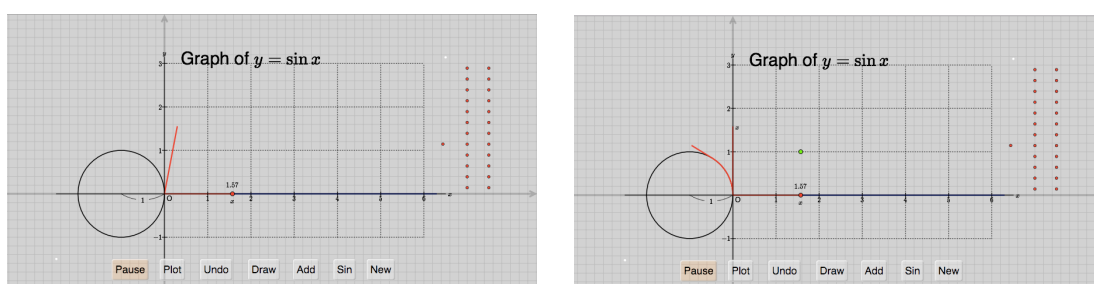 Graph of y = sin x
y
3
2
1
1.57
O 1 2 3 4 5 6 x
x
1
-1
Pause Plot Undo Draw Add Sin New
Graph of y = sin x
y
3
2
x
1
1.57
O 1 2 3 4 5 6 x
x
1
-1
Pause Plot Undo Draw Add Sin New